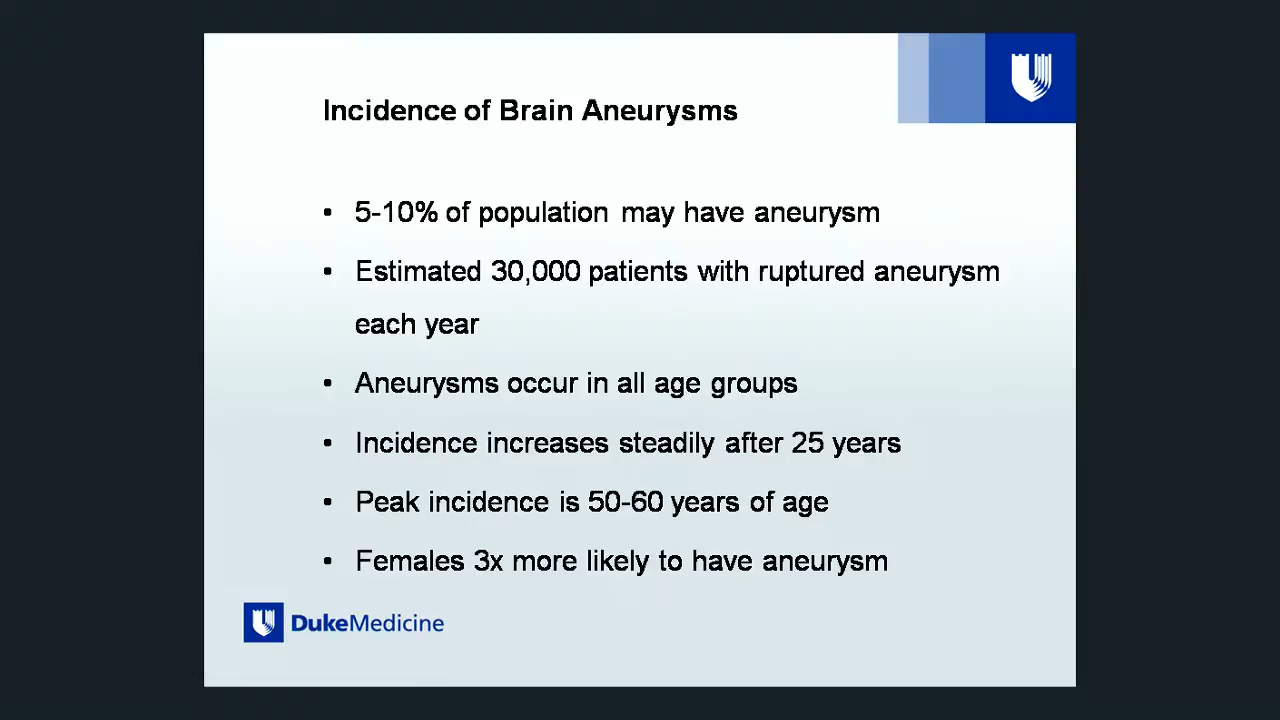 Incidence of Brain Aneurysms
• 5-10% of population may have aneurysm
• Estimated 30,000 patients with ruptured aneurysm
each year
• Aneurysms occur in all age groups
• Incidence increases steadily after 25 years
• Peak incidence is 50-60 years of age
• Females 3x more likely to have aneurysm
DukeMedicine